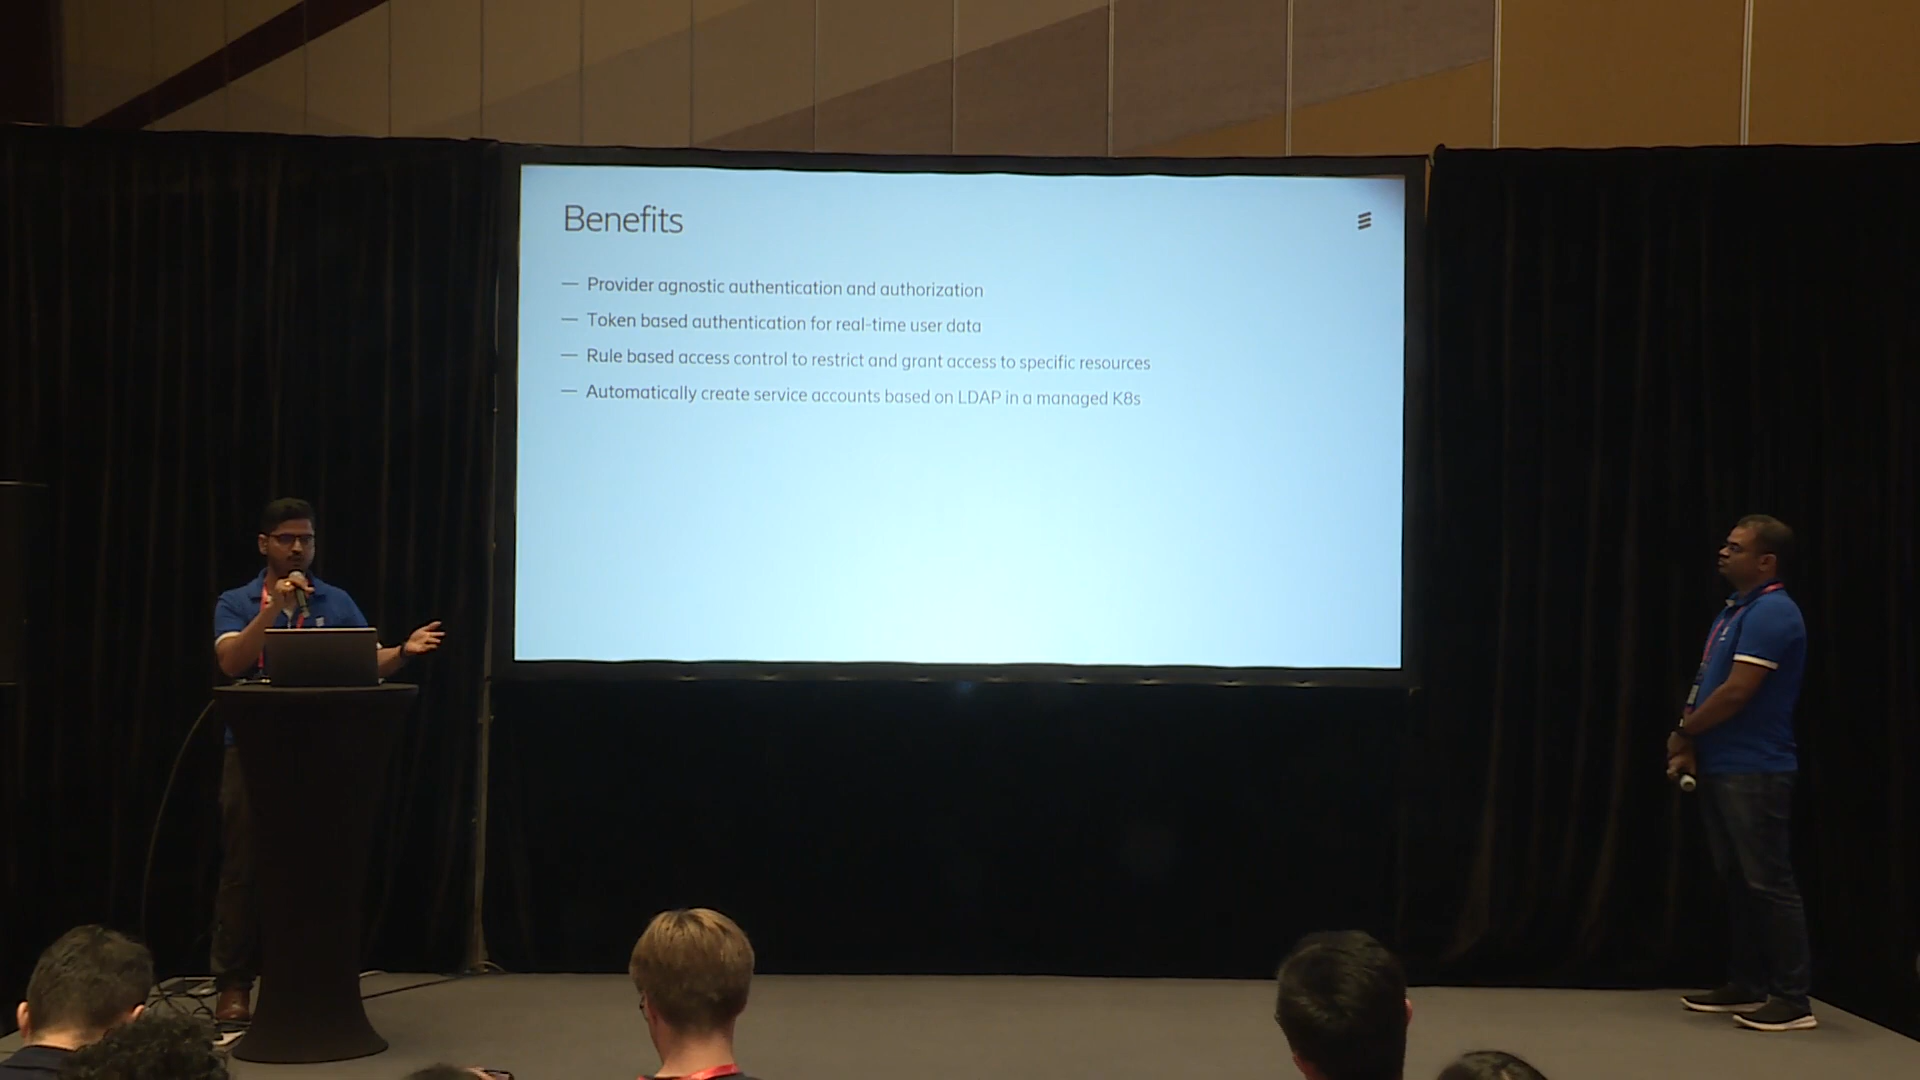 Benefits
— Provider agnostic authentication and authorization
— Token based authentication for real-time user data
— Rule based access control to restrict and grant access to specific resources
— Automatically create service accounts based on LDAP in a managed K8s